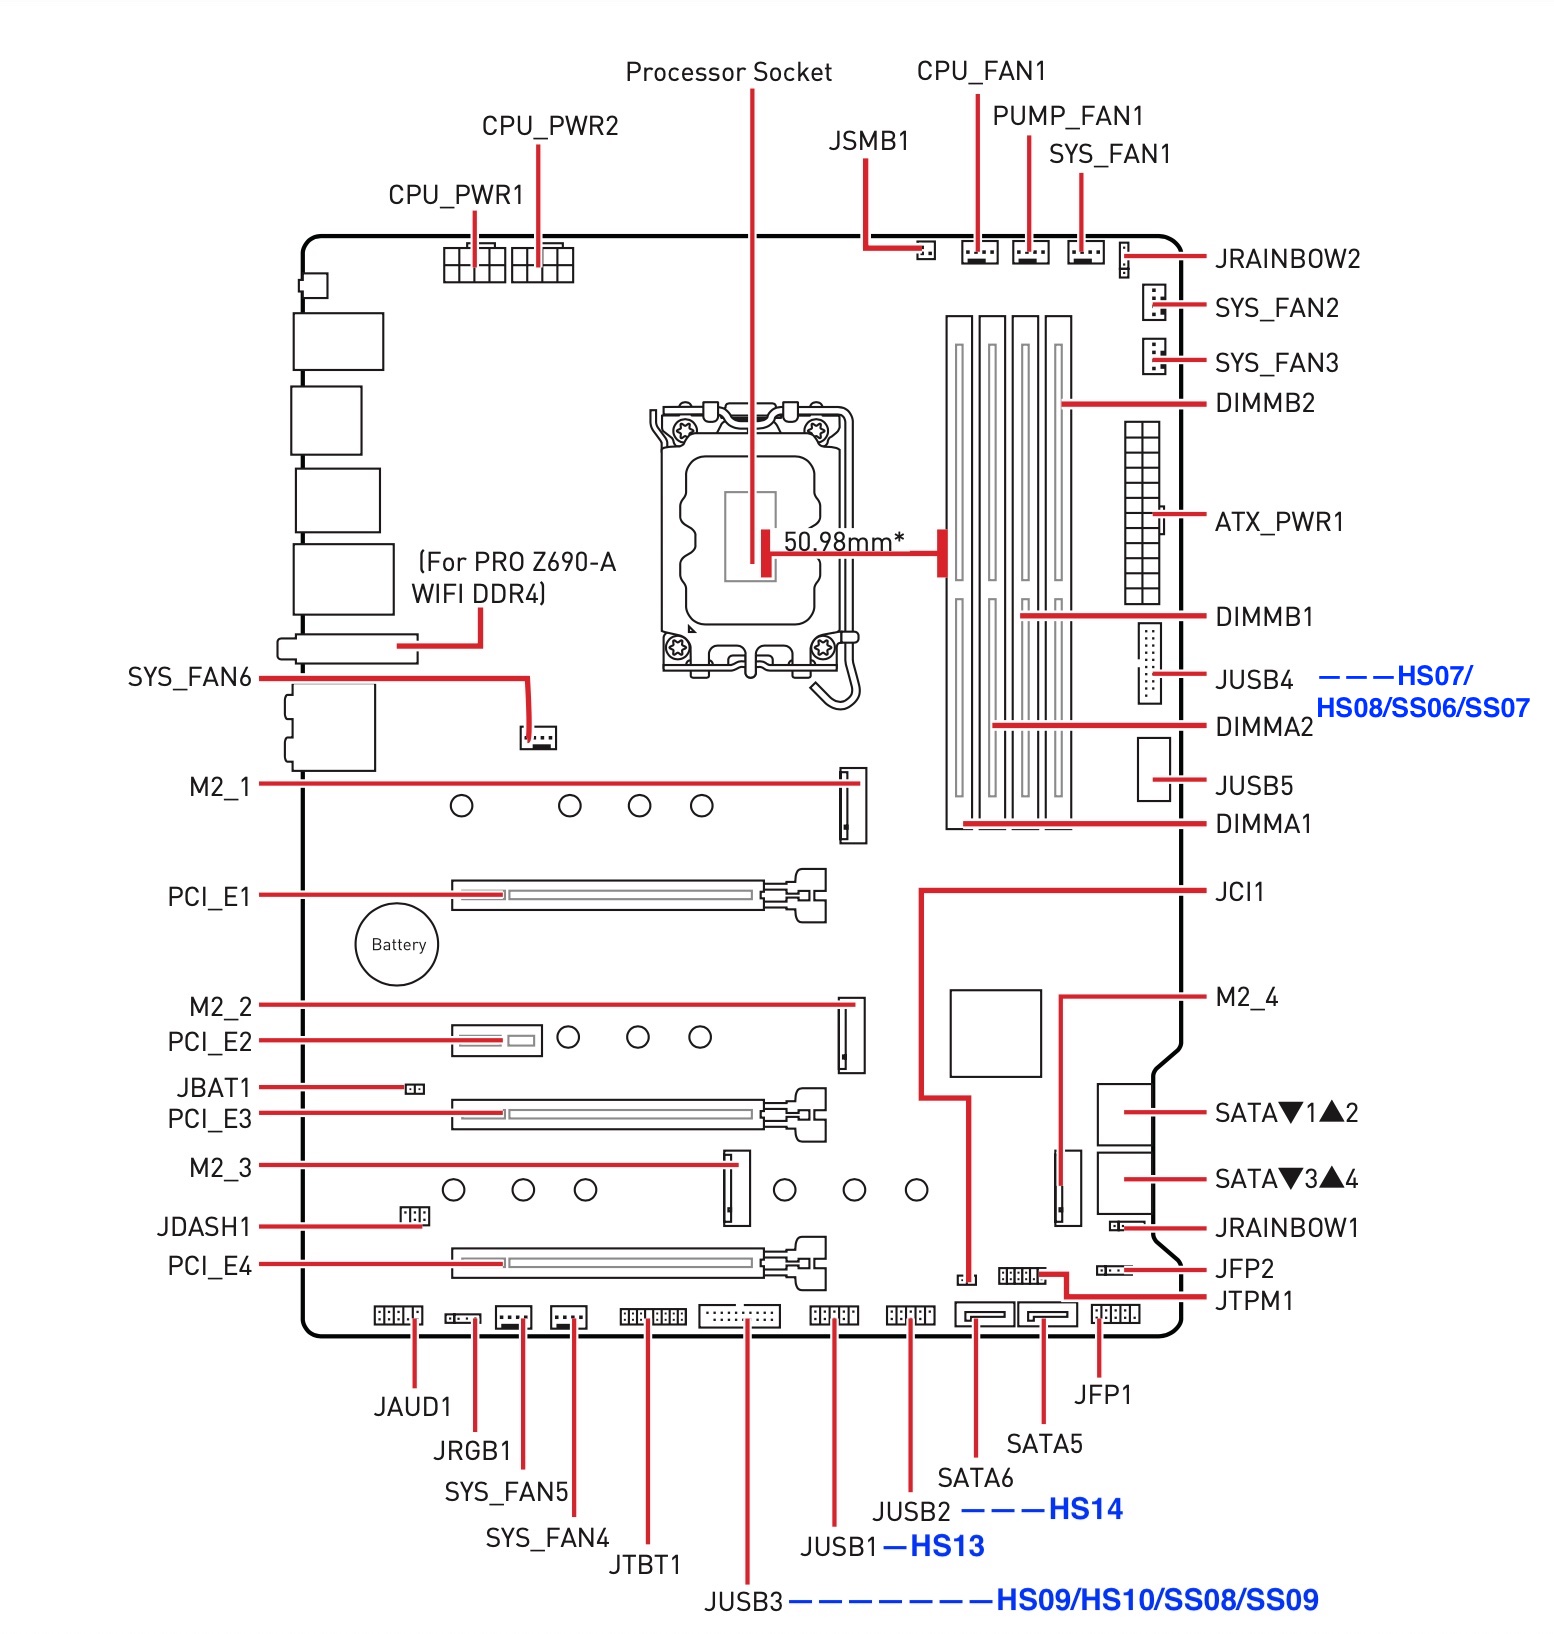 Processor Socket
CPU_FAN1
PUMP_FAN1
CPU_PWR2
JSMB1
SYS_FAN1
CPU_PWR1
JRAINBOW2
SYS_FAN2
SYS_FAN3
DIMMB2
ATX_PWR1
50.98mm*
(For PRO Z690-A
WIFI DDR4)
DIMMB1
SYS_FAN6
JUSB4 ---HS07/
HS08/SS06/SS07
DIMMA2
M2_1
JUSB5
DIMMA1
PCI_E1
JCI1
Battery
M2_2
M2_4
PCI_E2
JBAT1
PCI_E3
SATA▼1▲2
M2_3
SATA▼3▲4
JDASH1
JRAINBOW1
PCI_E4
JFP2
JTPM1
JAUD1
JFP1
JRGB1
SATA5
SYS_FAN5
SATA6
JUSB2 ---HS14
SYS_FAN4
JUSB1 -HS13
JTBT1
JUSB3 --------HS09/HS10/SS08/SS09